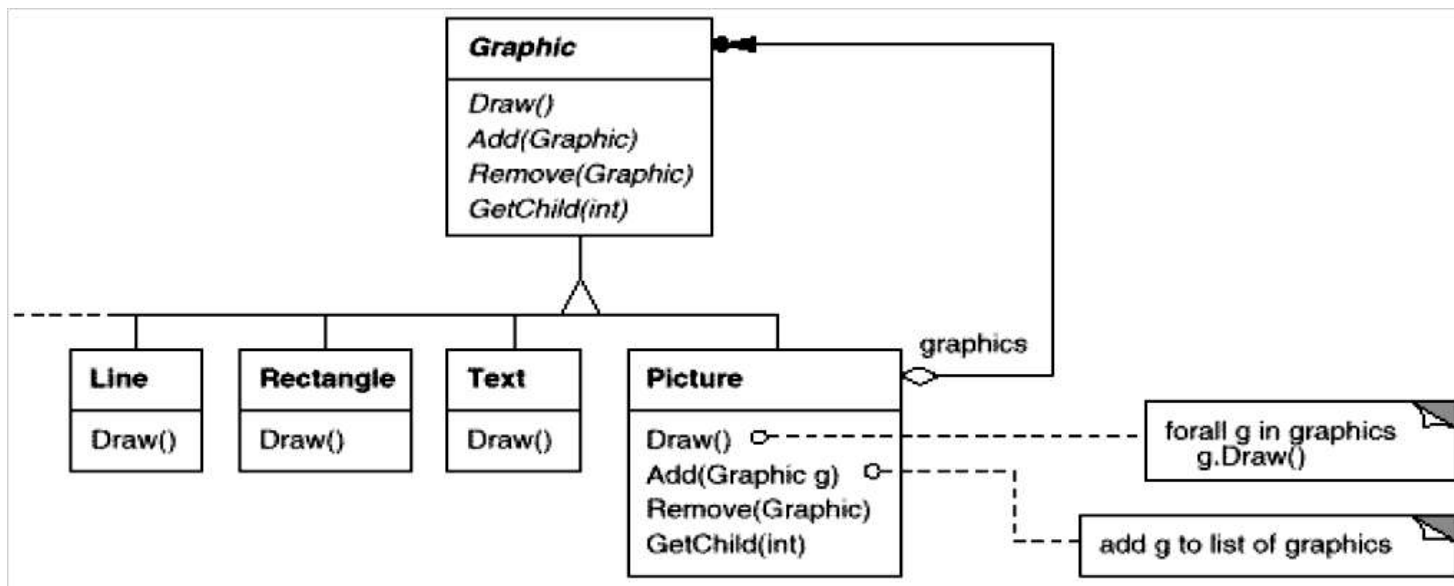 Graphic
Draw()
Add(Graphic)
Remove(Graphic)
GetChild(int)
graphics
Line
Draw()
Rectangle
Draw()
Text
Draw()
Picture
Draw()
Add(Graphic g)
Remove(Graphic)
GetChild(int)
forall g in graphics
g.Draw()
add g to list of graphics